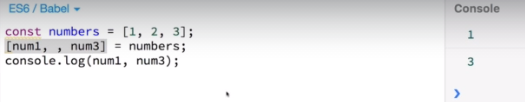 ES6 / Babel
Console
const numbers = [1, 2, 3];
[num1, , num3] = numbers;
console.log(num1, num3);
1
3